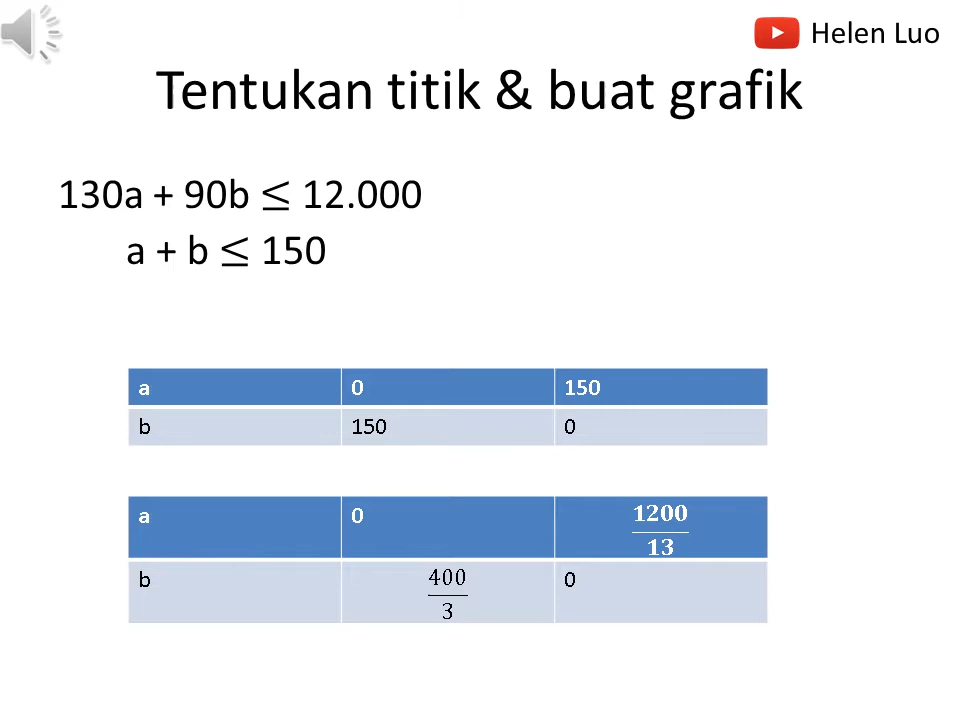 Helen Luo
Tentukan titik & buat grafik
130a + 90b ≤ 12.000
a + b ≤ 150
a 0 150
b 150 0
a 0 1200/13
b 400/3 0